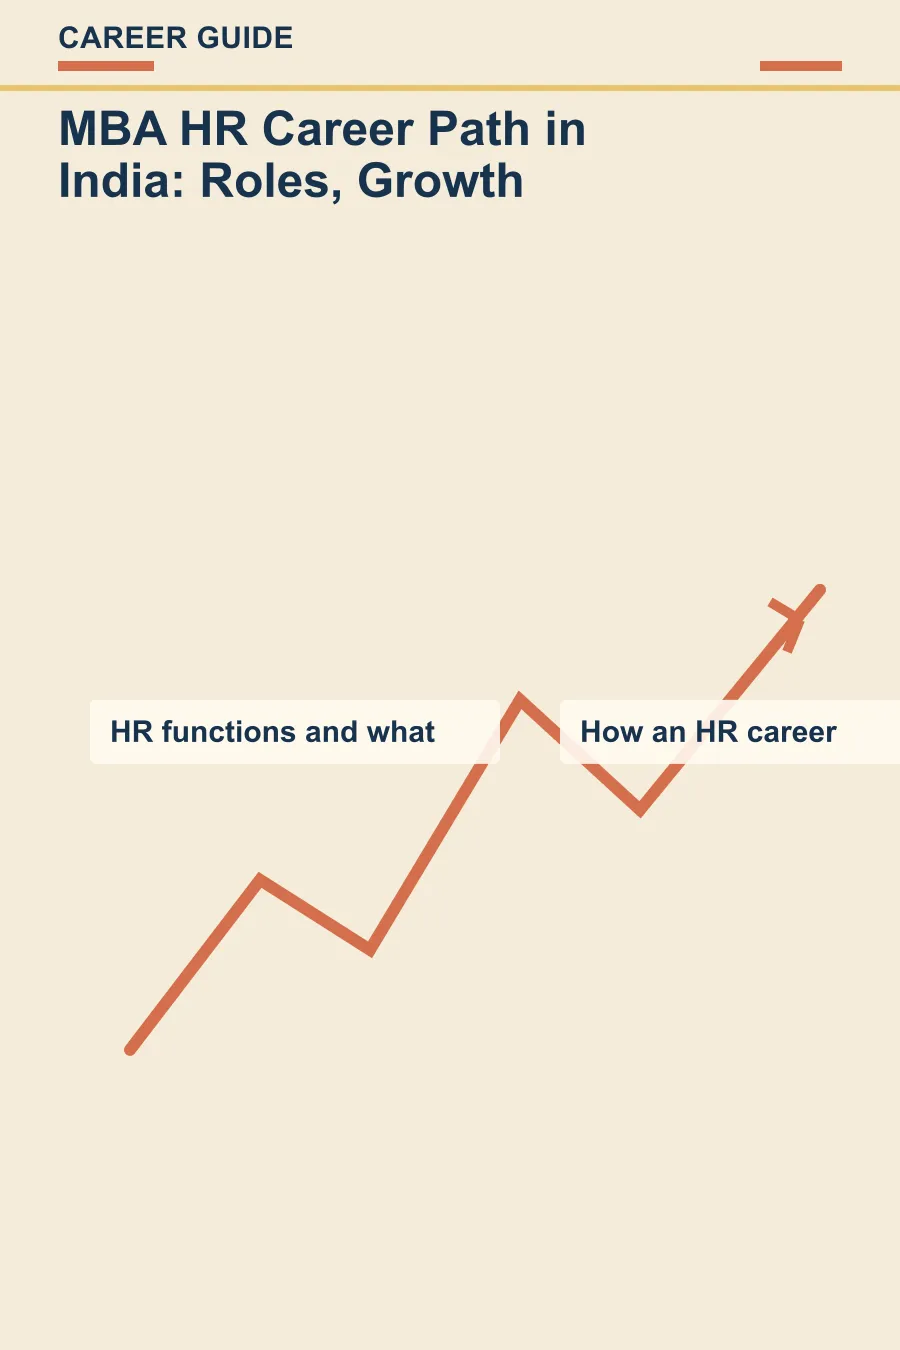 CAREER GUIDE
MBA HR Career Path in
India: Roles, Growth
HR functions and what
How an HR career